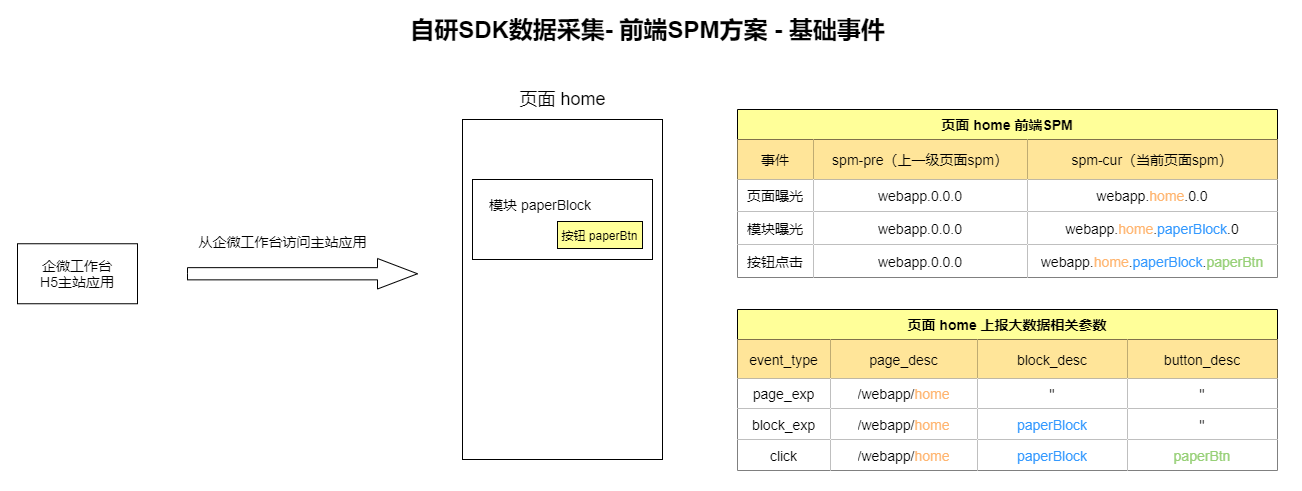 自研SDK数据采集- 前端SPM方案 - 基础事件
页面 home
模块 paperBlock
按钮 paperBtn
从企微工作台访问主站应用
企微工作台
H5主站应用
页面 home 前端SPM
事件 spm-pre（上一级页面spm） spm-cur（当前页面spm）
页面曝光 webapp.0.0.0 webapp.home.0.0
模块曝光 webapp.0.0.0 webapp.home.paperBlock.0
按钮点击 webapp.0.0.0 webapp.home.paperBlock.paperBtn
页面 home 上报大数据相关参数
event_type page_desc block_desc button_desc
page_exp /webapp/home '' ''
block_exp /webapp/home paperBlock ''
click /webapp/home paperBlock paperBtn